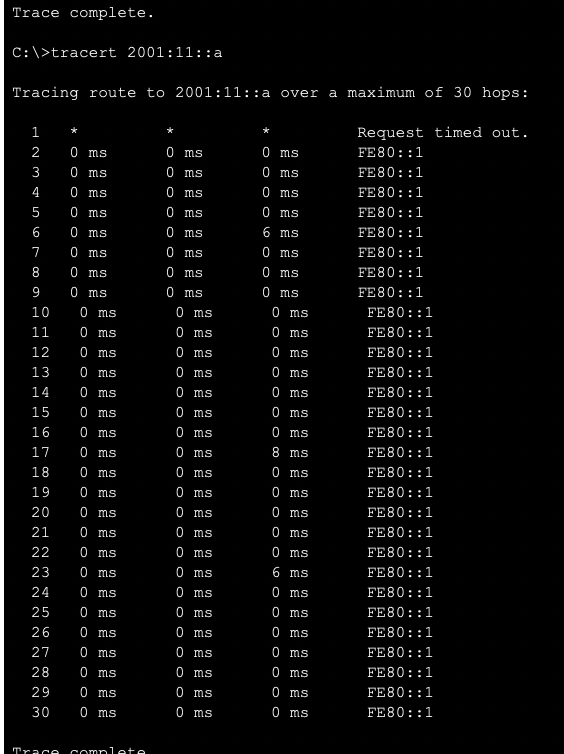 Trace complete.
C:\>tracert 2001:11::a
Tracing route to 2001:11::a over a maximum of 30 hops:
1 * * * Request timed out.
2 0 ms 0 ms 0 ms FE80::1
3 0 ms 0 ms 0 ms FE80::1
4 0 ms 0 ms 0 ms FE80::1
5 0 ms 0 ms 0 ms FE80::1
6 0 ms 0 ms 6 ms FE80::1
7 0 ms 0 ms 0 ms FE80::1
8 0 ms 0 ms 0 ms FE80::1
9 0 ms 0 ms 0 ms FE80::1
10 0 ms 0 ms 0 ms FE80::1
11 0 ms 0 ms 0 ms FE80::1
12 0 ms 0 ms 0 ms FE80::1
13 0 ms 0 ms 0 ms FE80::1
14 0 ms 0 ms 0 ms FE80::1
15 0 ms 0 ms 0 ms FE80::1
16 0 ms 0 ms 0 ms FE80::1
17 0 ms 0 ms 8 ms FE80::1
18 0 ms 0 ms 0 ms FE80::1
19 0 ms 0 ms 0 ms FE80::1
20 0 ms 0 ms 0 ms FE80::1
21 0 ms 0 ms 0 ms FE80::1
22 0 ms 0 ms 0 ms FE80::1
23 0 ms 0 ms 6 ms FE80::1
24 0 ms 0 ms 0 ms FE80::1
25 0 ms 0 ms 0 ms FE80::1
26 0 ms 0 ms 0 ms FE80::1
27 0 ms 0 ms 0 ms FE80::1
28 0 ms 0 ms 0 ms FE80::1
29 0 ms 0 ms 0 ms FE80::1
30 0 ms 0 ms 0 ms FE80::1
Trace complete